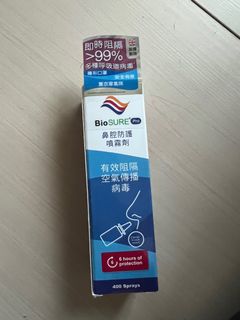 即時阻隔
>99%
多種呼吸道病毒
BioSURE Pro
鼻腔防護
噴霧劑
有效阻隔
空氣傳播
病毒
6 hours of
protection
400 Sprays